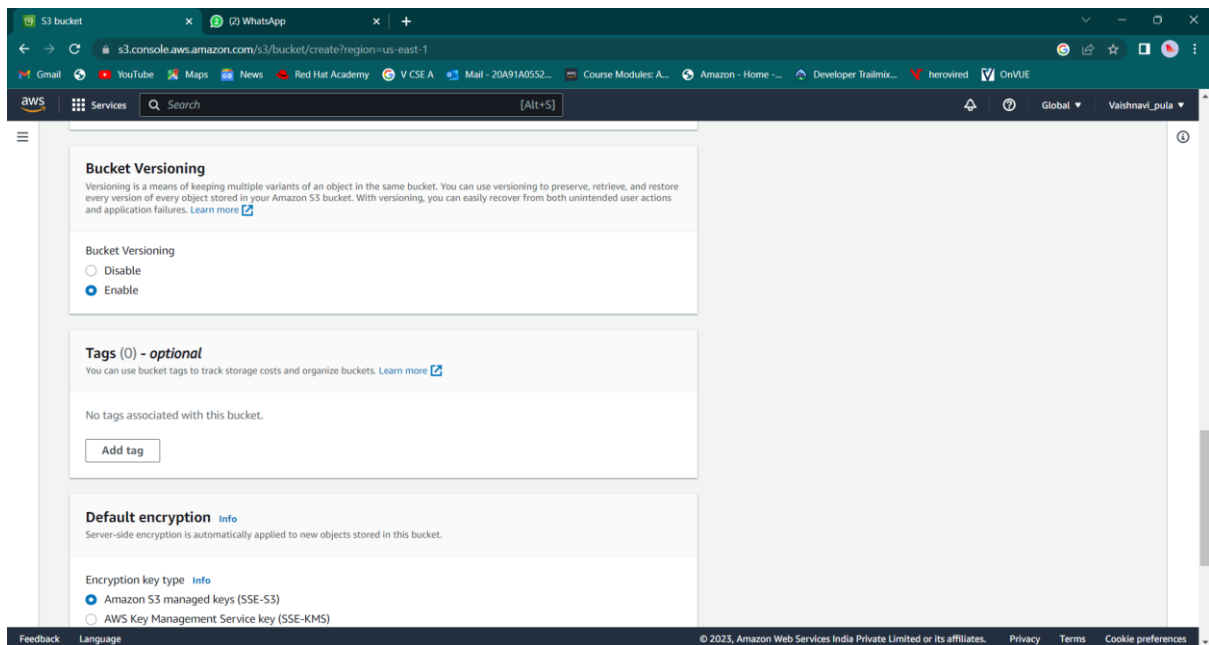 S3 bucket
(2) WhatsApp
s3.console.aws.amazon.com/s3/bucket/create?region=us-east-1
Gmail
YouTube
Maps
News
Red Hat Academy
V CSE A
Mail - 20A91A0552...
Course Modules: A...
Amazon - Home -...
Developer Trailmix...
herovired
OnVUE
aws
Services
Search
[Alt+S]
Global
Vaishnavi_pula
Bucket Versioning
Versioning is a means of keeping multiple variants of an object in the same bucket. You can use versioning to preserve, retrieve, and restore
every version of every object stored in your Amazon S3 bucket. With versioning, you can easily recover from both unintended user actions
and application failures. Learn more
Bucket Versioning
Disable
Enable
Tags (0) - optional
You can use bucket tags to track storage costs and organize buckets. Learn more
No tags associated with this bucket.
Add tag
Default encryption Info
Server-side encryption is automatically applied to new objects stored in this bucket.
Encryption key type Info
Amazon S3 managed keys (SSE-S3)
AWS Key Management Service key (SSE-KMS)
Feedback
Language
© 2023, Amazon Web Services India Private Limited or its affiliates.
Privacy
Terms
Cookie preferences